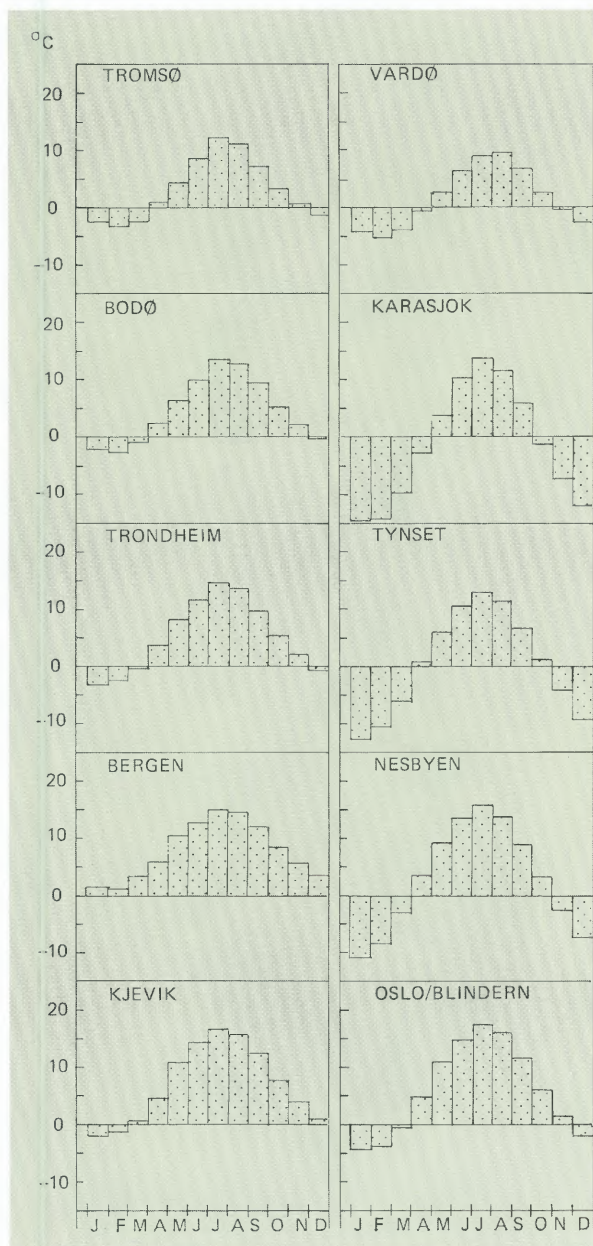 °C
TROMSØ VARDØ
20
10
0
-10
BODØ KARASJOK
20
10
0
-10
TRONDHEIM TYNSET
20
10
0
-10
BERGEN NESBYEN
20
10
0
-10
KJEVIK OSLO/BLINDERN
20
10
0
-10
J F M A M J J A S O N D J F M A M J J A S O N D